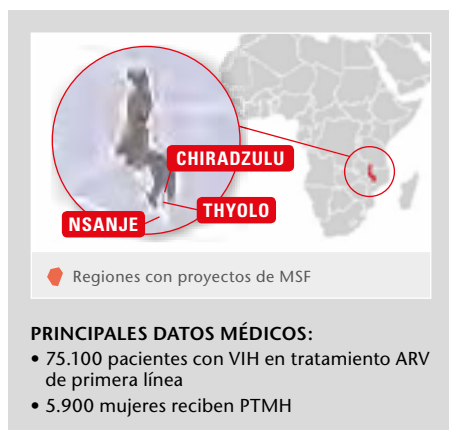 CHIRADZULU
THYOLO
NSANJE
Regiones con proyectos de MSF
PRINCIPALES DATOS MÉDICOS:
• 75.100 pacientes con VIH en tratamiento ARV
de primera línea
• 5.900 mujeres reciben PTMH